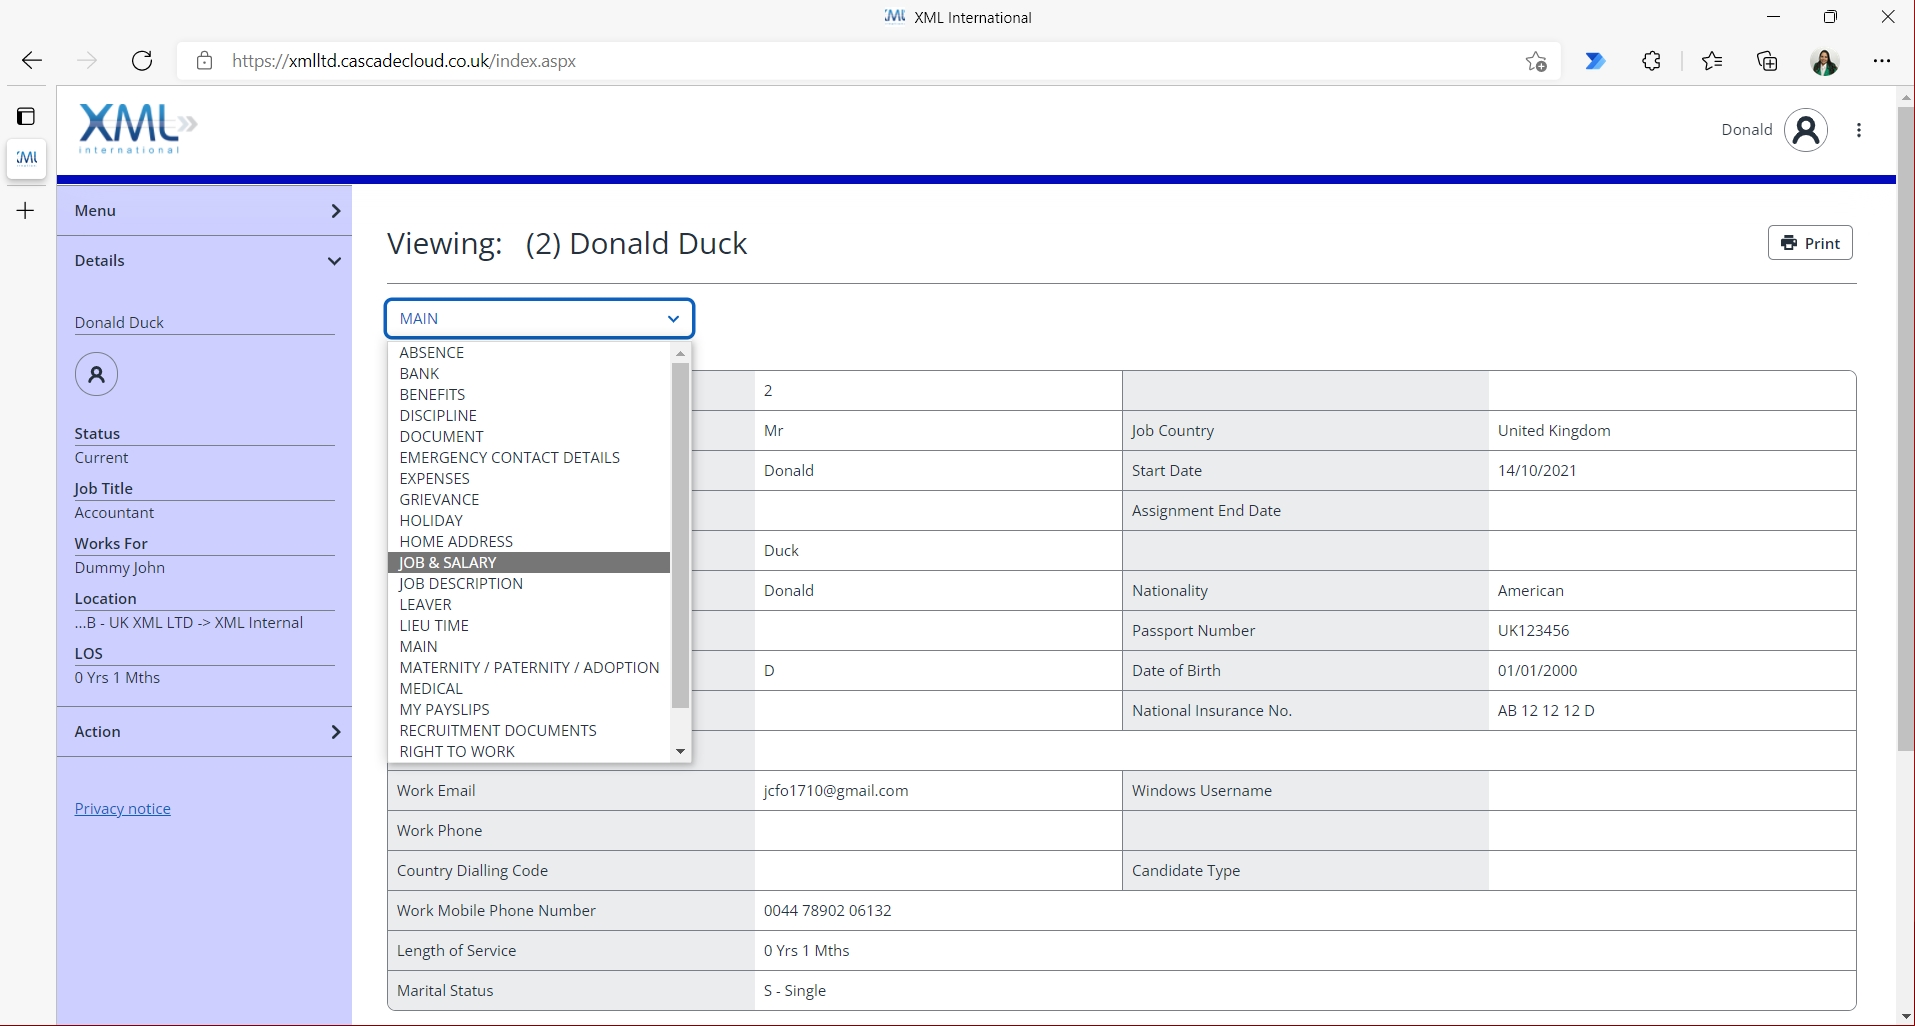 XML International
https://xmlltd.cascadecloud.co.uk/index.aspx
XML
international
Donald
Menu
Details
Donald Duck
Status
Current
Job Title
Accountant
Works For
Dummy John
Location
...B - UK XML LTD -> XML Internal
LOS
0 Yrs 1 Mths
Action
Privacy notice
Viewing: (2) Donald Duck
Print
MAIN
ABSENCE
BANK
BENEFITS
DISCIPLINE
DOCUMENT
EMERGENCY CONTACT DETAILS
EXPENSES
GRIEVANCE
HOLIDAY
HOME ADDRESS
JOB & SALARY
JOB DESCRIPTION
LEAVER
LIEU TIME
MAIN
MATERNITY / PATERNITY / ADOPTION
MEDICAL
MY PAYSLIPS
RECRUITMENT DOCUMENTS
RIGHT TO WORK
2
Mr Job Country United Kingdom
Donald Start Date 14/10/2021
Assignment End Date
Duck
Donald Nationality American
Passport Number UK123456
D Date of Birth 01/01/2000
National Insurance No. AB 12 12 12 D
Work Email jcfo1710@gmail.com Windows Username
Work Phone
Country Dialling Code Candidate Type
Work Mobile Phone Number 0044 78902 06132
Length of Service 0 Yrs 1 Mths
Marital Status S - Single